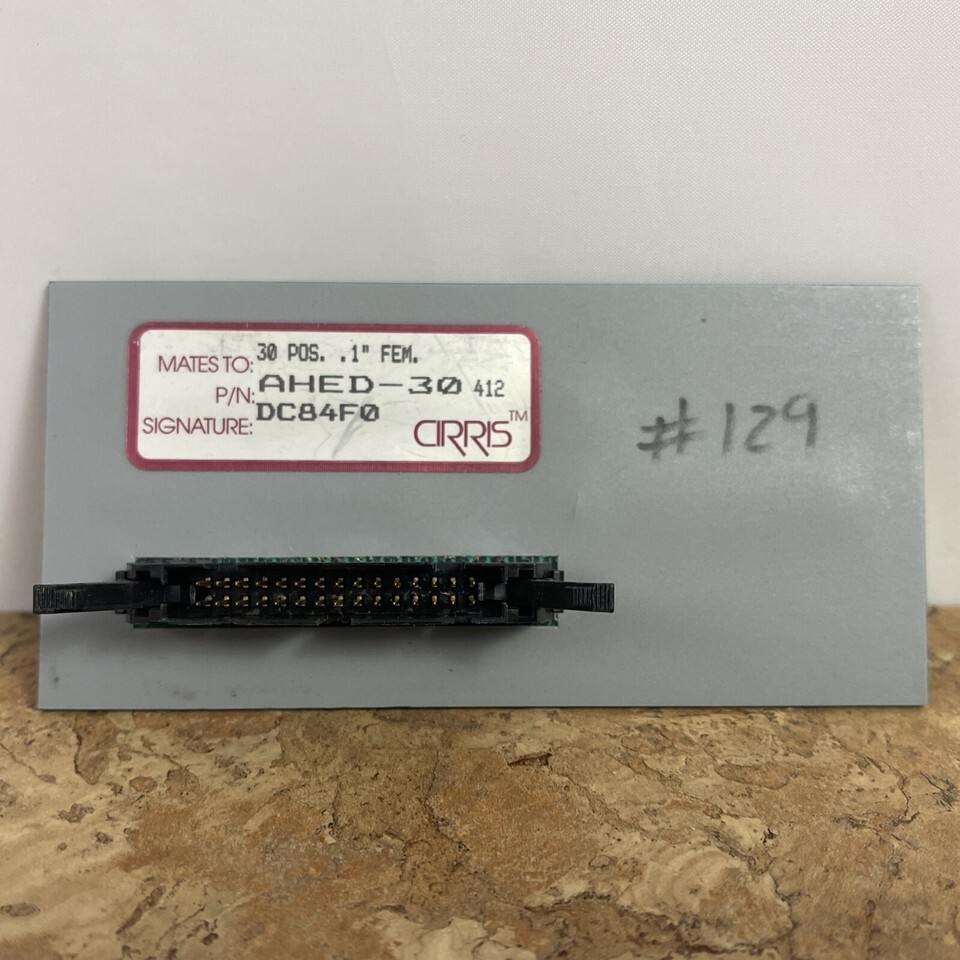 MATES TO: 30 POS. .1" FEM.
P/N: AHED-30 412
SIGNATURE: DC84F0
CIRRIS™
#129